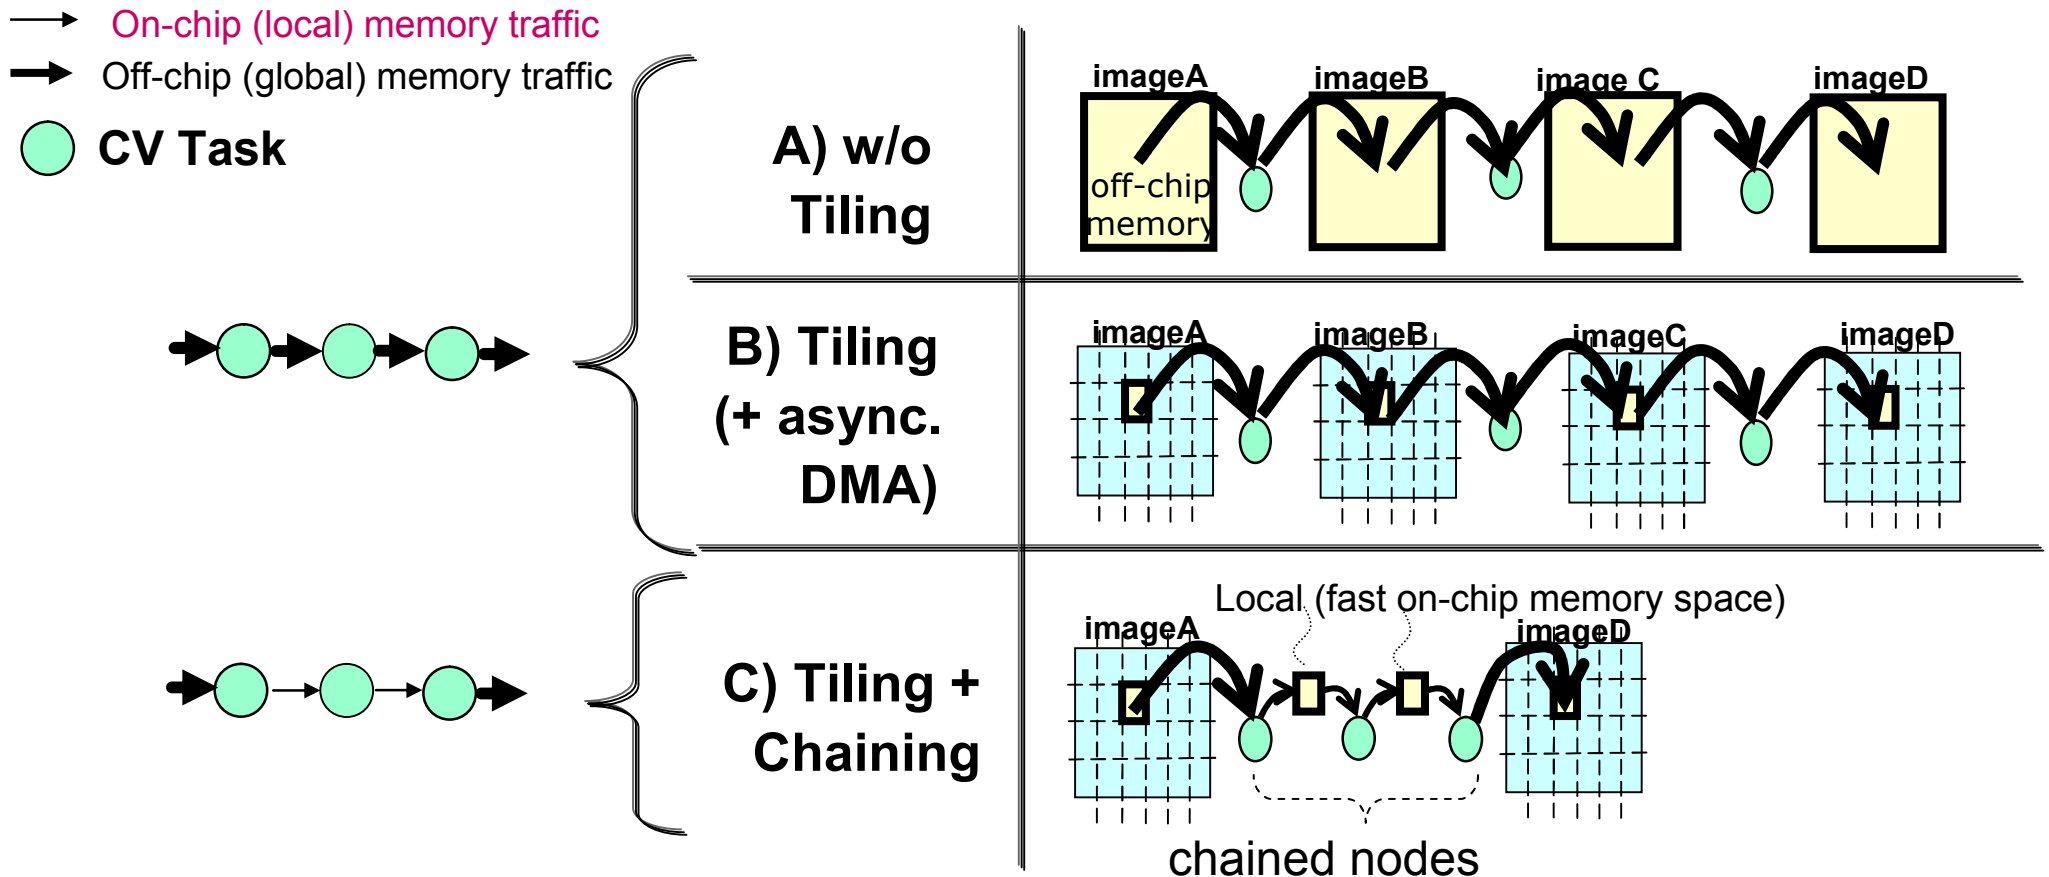 On-chip (local) memory traffic
Off-chip (global) memory traffic
CV Task
A) w/o
Tiling
imageA
imageB
image C
imageD
off-chip
memory
B) Tiling
(+ async.
DMA)
imageA
imageB
imageC
imageD
C) Tiling +
Chaining
Local (fast on-chip memory space)
imageA
imageD
chained nodes